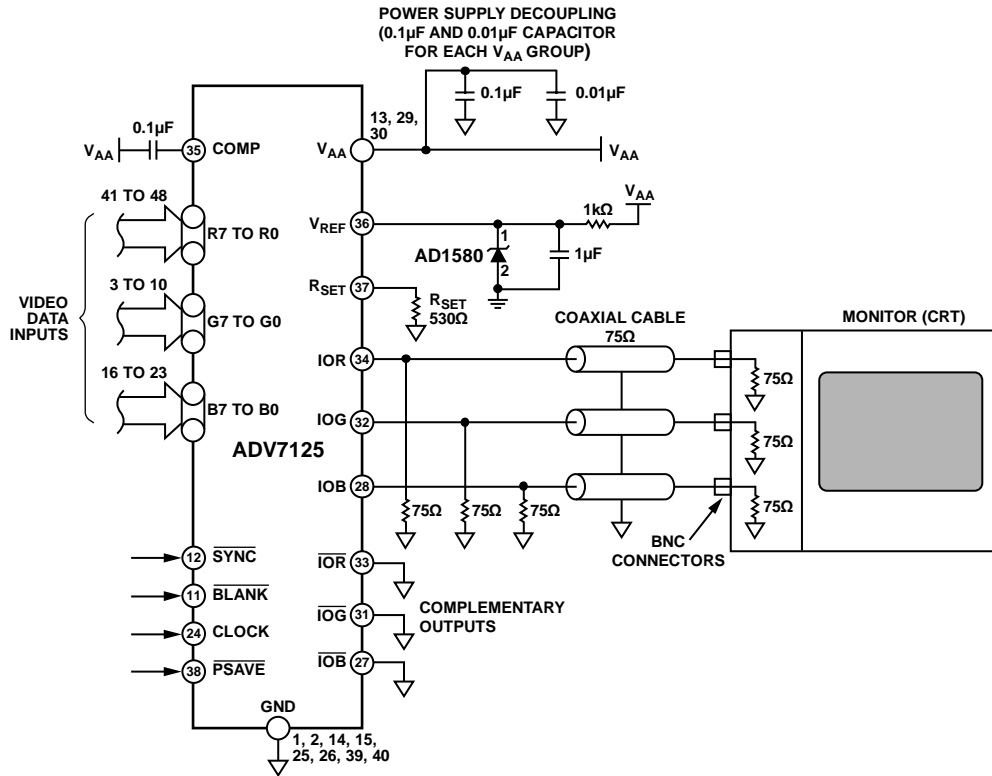 POWER SUPPLY DECOUPLING
(0.1µF AND 0.01µF CAPACITOR
FOR EACH VAA GROUP)
0.1µF
0.01µF
13, 29,
30
VAA
VAA
0.1µF
VAA
35
COMP
41 TO 48
R7 TO R0
3 TO 10
G7 TO G0
16 TO 23
B7 TO B0
VIDEO
DATA
INPUTS
ADV7125
VREF
36
VAA
1kΩ
AD1580
1
2
1µF
RSET
37
RSET
530Ω
COAXIAL CABLE
75Ω
MONITOR (CRT)
IOR
34
75Ω
IOG
32
75Ω
IOB
28
75Ω
75Ω
75Ω
75Ω
BNC
CONNECTORS
12
SYNC
11
BLANK
24
CLOCK
38
PSAVE
IOR
33
IOG
31
IOB
27
COMPLEMENTARY
OUTPUTS
GND
1, 2, 14, 15,
25, 26, 39, 40